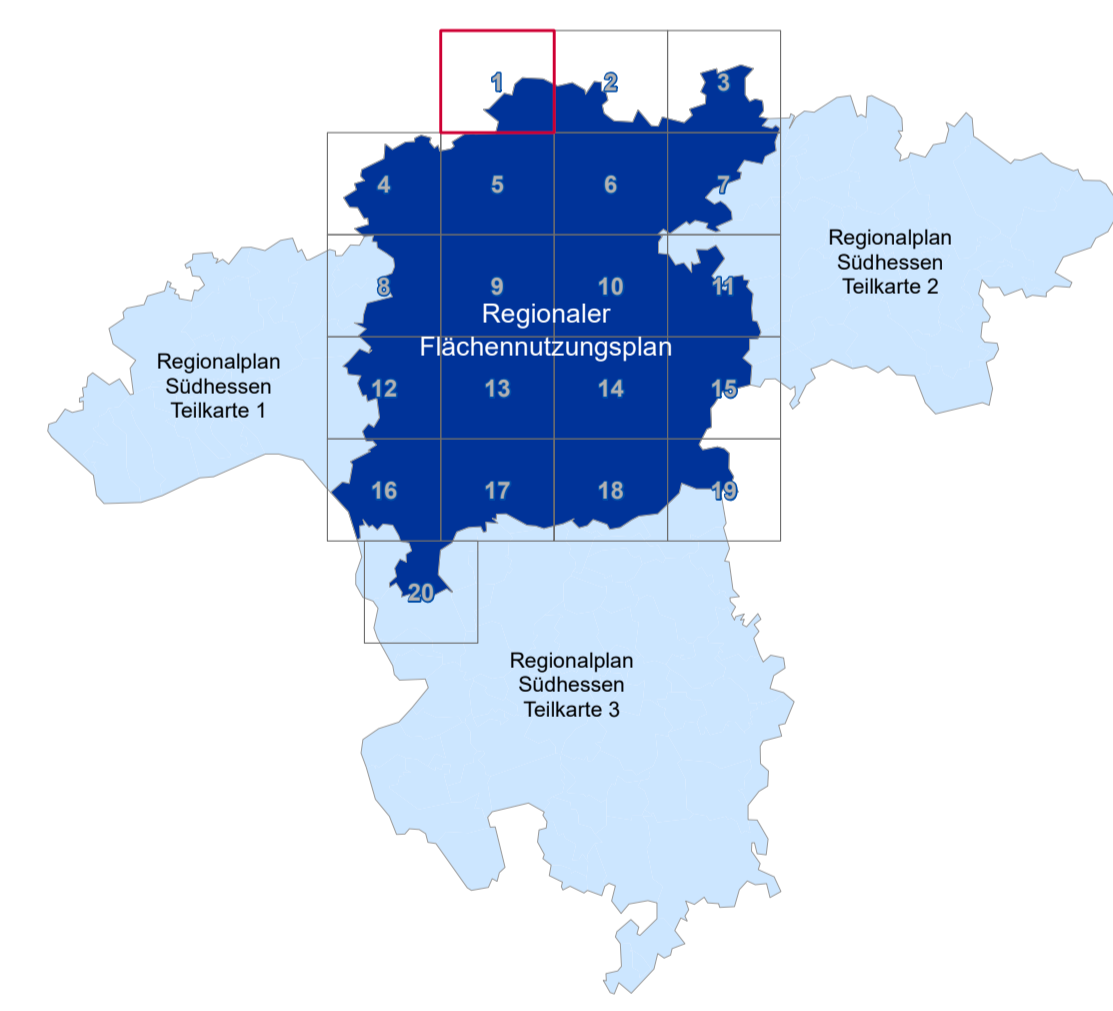 1
2
3
4
5
6
7
Regionalplan
Südhessen
Teilkarte 2
8
9
10
11
Regionaler
Flächennutzungsplan
Regionalplan
Südhessen
Teilkarte 1
12
13
14
15
16
17
18
19
20
Regionalplan
Südhessen
Teilkarte 3